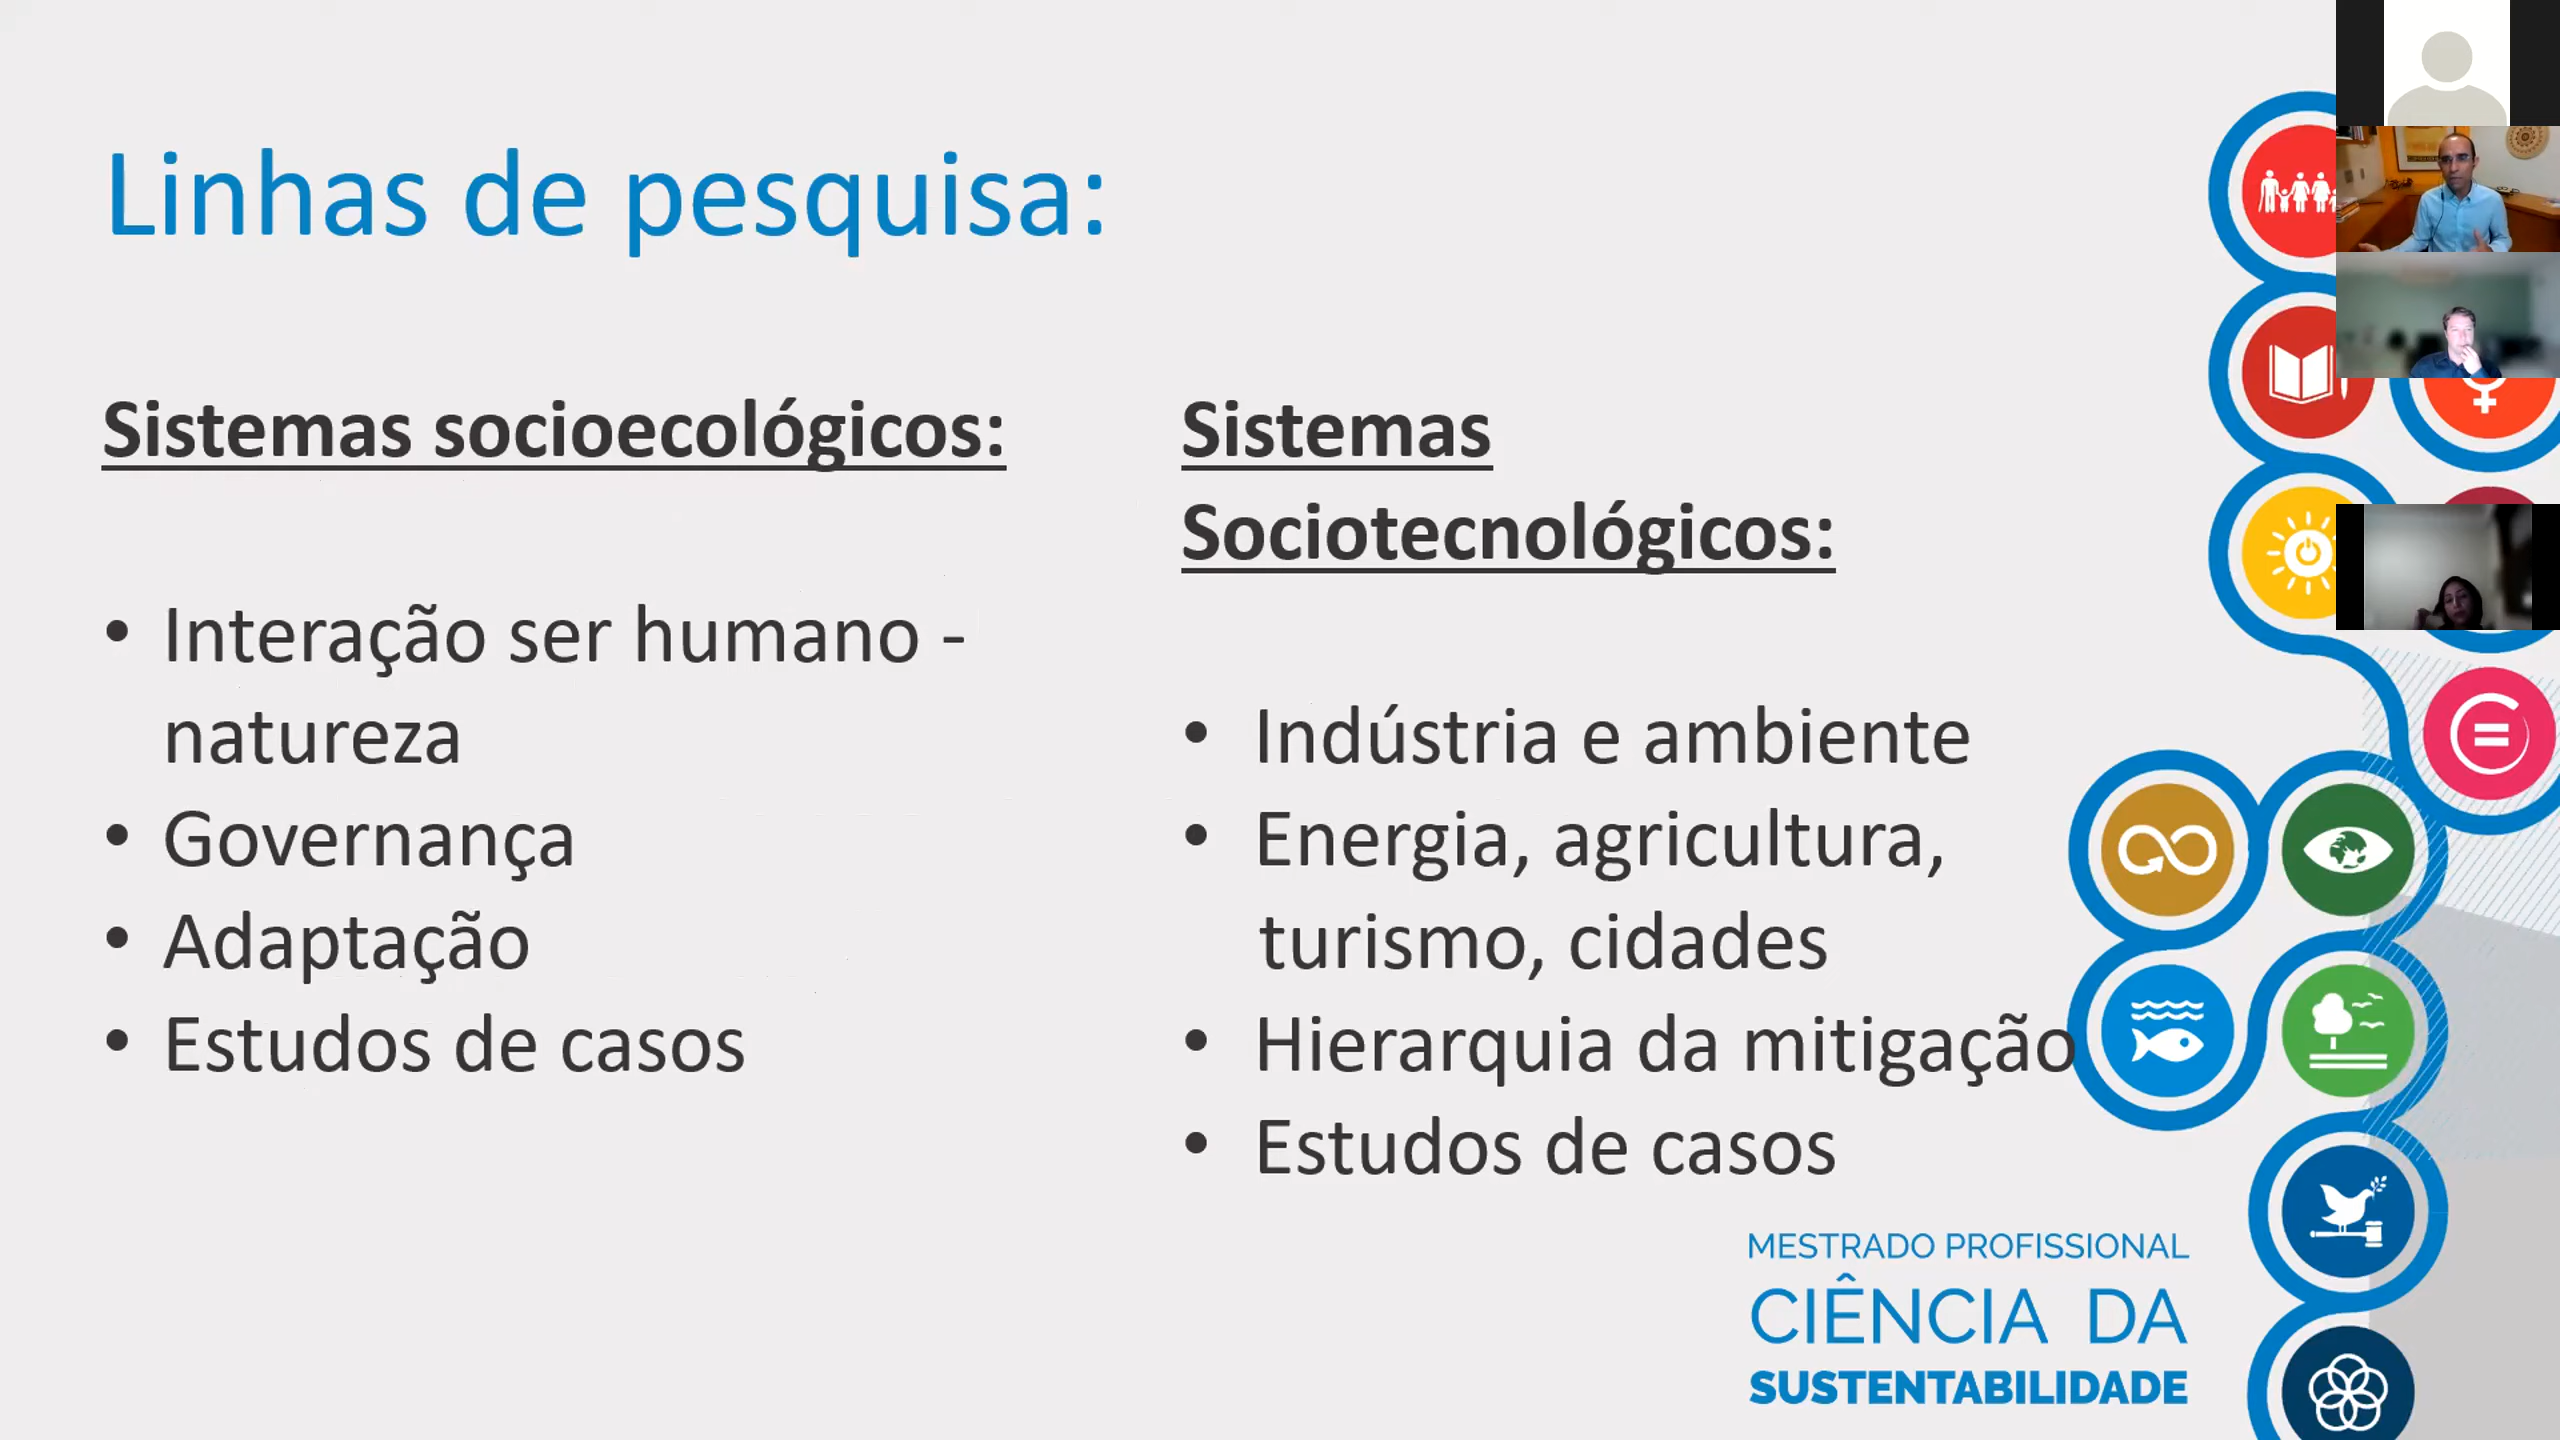 Linhas de pesquisa:
Sistemas socioecológicos:
• Interação ser humano -
natureza
• Governança
• Adaptação
• Estudos de casos
Sistemas
Sociotecnológicos:
• Indústria e ambiente
• Energia, agricultura,
turismo, cidades
• Hierarquia da mitigação
• Estudos de casos
MESTRADO PROFISSIONAL
CIÊNCIA DA
SUSTENTABILIDADE